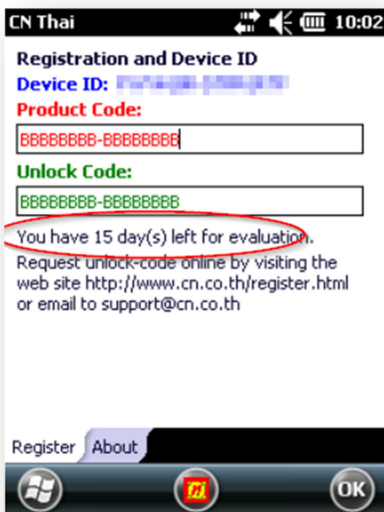 CN Thai 10:02
Registration and Device ID
Device ID:
Product Code:
BBBBBBBB-BBBBBBBB
Unlock Code:
BBBBBBBB-BBBBBBBB
You have 15 day(s) left for evaluation.
Request unlock-code online by visiting the
web site http://www.cn.co.th/register.html
or email to support@cn.co.th
Register About
OK